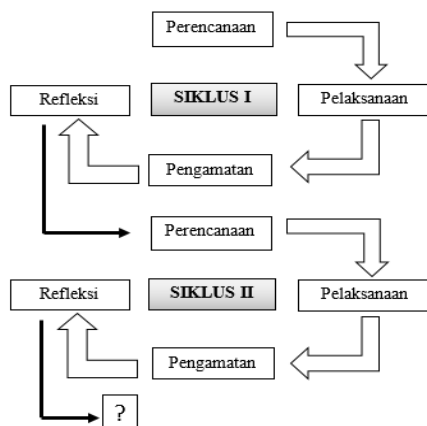 Perencanaan
Refleksi
SIKLUS I
Pelaksanaan
Pengamatan
Perencanaan
Refleksi
SIKLUS II
Pelaksanaan
Pengamatan
?